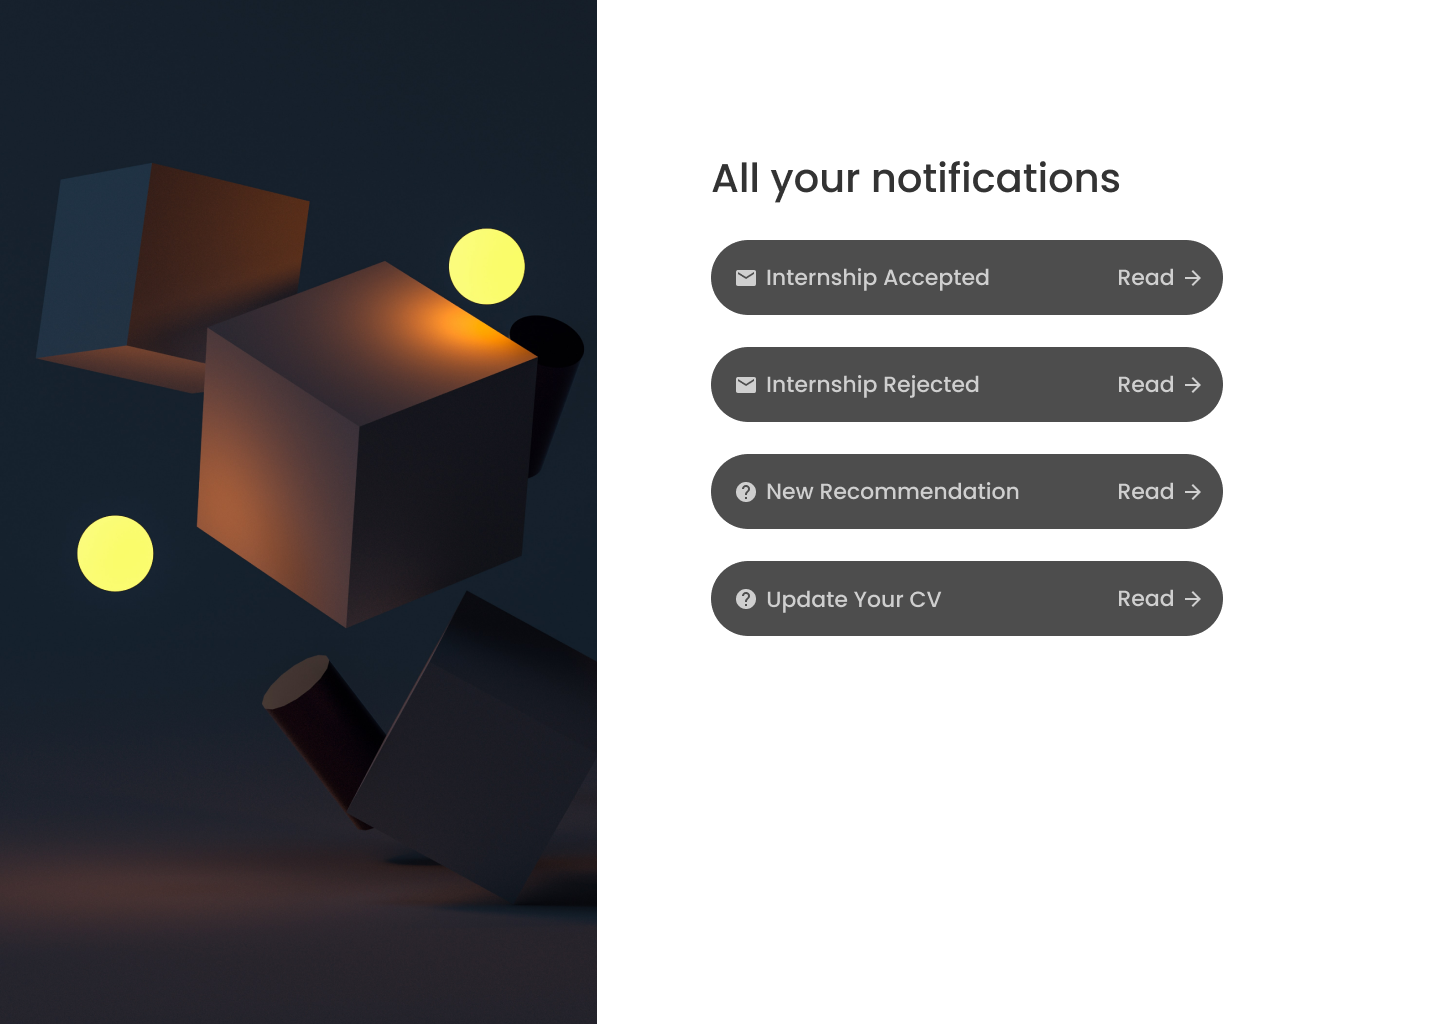 All your notifications
Internship Accepted Read
Internship Rejected Read
New Recommendation Read
Update Your CV Read